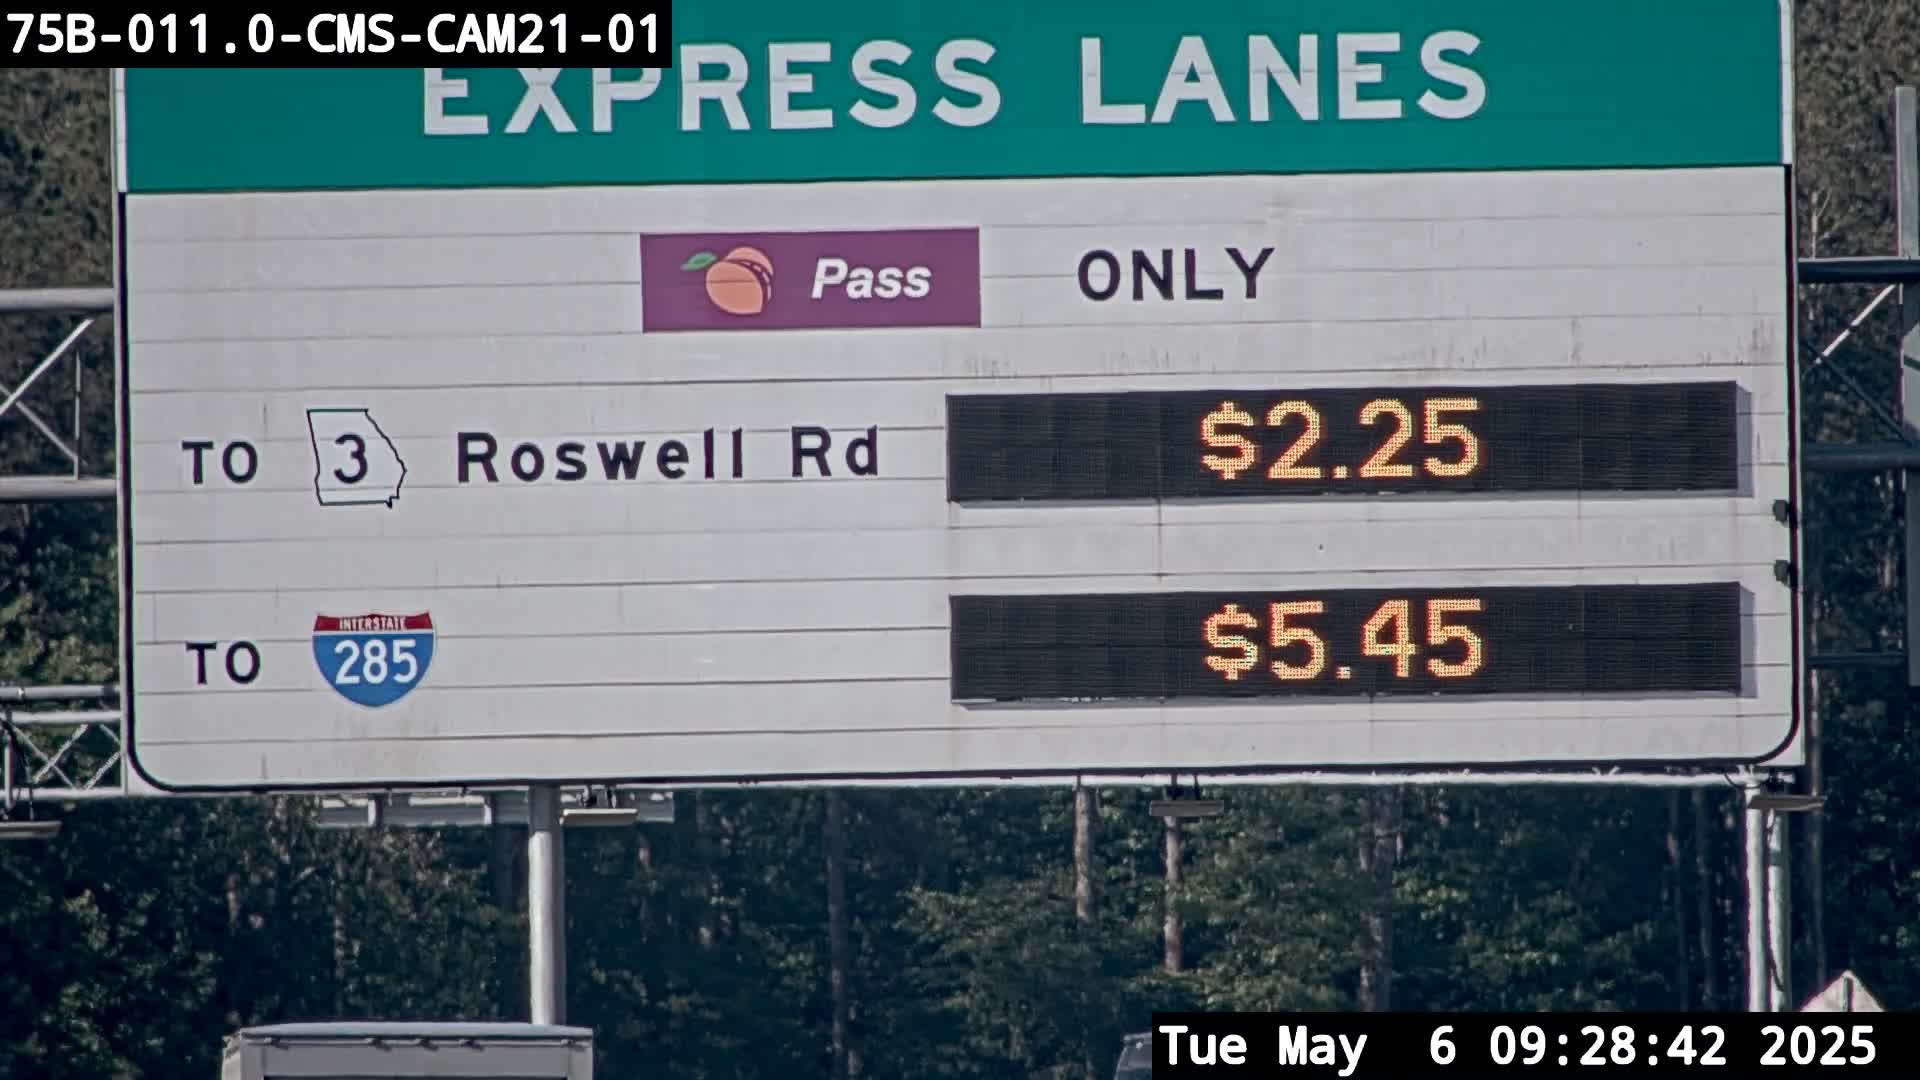 75B-011.0-CMS-CAM21-01
EXPRESS LANES
Pass ONLY
TO 3 Roswell Rd $2.25
TO INTERSTATE 285 $5.45
Tue May 6 09:28:42 2025